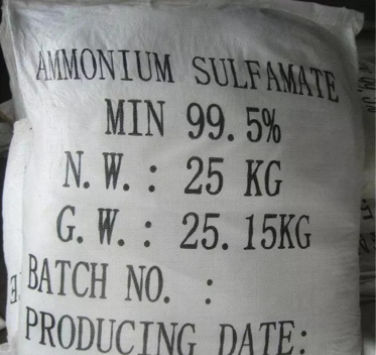 AMMONIUM SULFAMATE
MIN 99.5%
N.W.: 25 KG
G.W.: 25.15KG
BATCH NO. :
PRODUCING DATE: